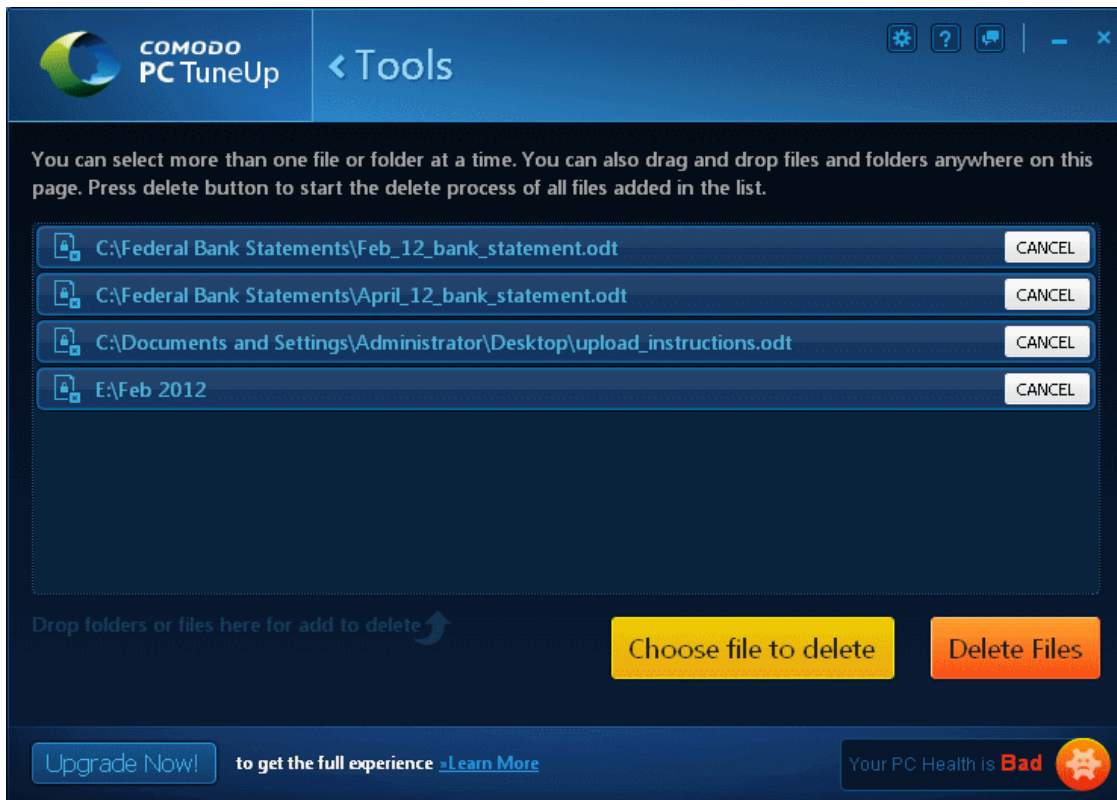 COMODO
PC TuneUp
Tools
?
You can select more than one file or folder at a time. You can also drag and drop files and folders anywhere on this
page. Press delete button to start the delete process of all files added in the list.
C:\Federal Bank Statements\Feb_12_bank_statement.odt CANCEL
C:\Federal Bank Statements\April_12_bank_statement.odt CANCEL
C:\Documents and Settings\Administrator\Desktop\upload_instructions.odt CANCEL
E:\Feb 2012 CANCEL
Drop folders or files here for add to delete
Choose file to delete
Delete Files
Upgrade Now! to get the full experience »Learn More
Your PC Health is Bad